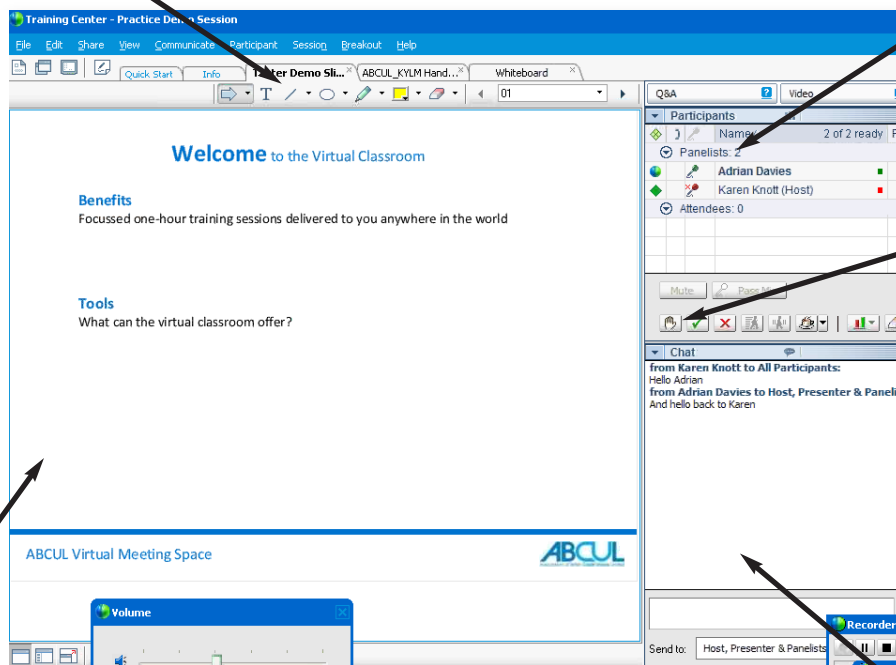 Training Center - Practice Demo Session
File Edit Share View Communicate Participant Session Breakout Help
Quick Start Info Taster Demo Sli... ABCUL_KYLM Hand... Whiteboard
T 01
Q&A Video
Participants
Name 2 of 2 ready
Panelists: 2
Adrian Davies
Karen Knott (Host)
Attendees: 0
Mute Pass Mic
Welcome to the Virtual Classroom
Benefits
Focussed one-hour training sessions delivered to you anywhere in the world
Tools
What can the virtual classroom offer?
Chat
from Karen Knott to All Participants:
Hello Adrian
from Adrian Davies to Host, Presenter & Paneli
And hello back to Karen
ABCUL Virtual Meeting Space
ABCUL
Volume
Recorder
Send to: Host, Presenter & Panelists